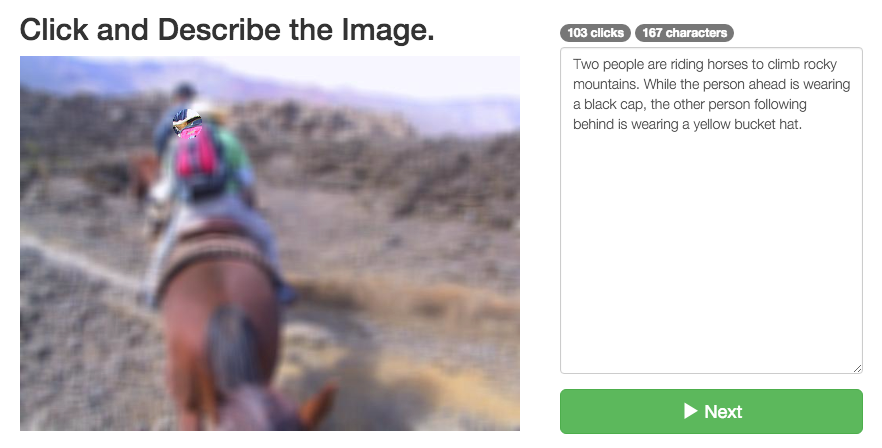 Click and Describe the Image.
103 clicks 167 characters
Two people are riding horses to climb rocky
mountains. While the person ahead is wearing
a black cap, the other person following
behind is wearing a yellow bucket hat.
Next